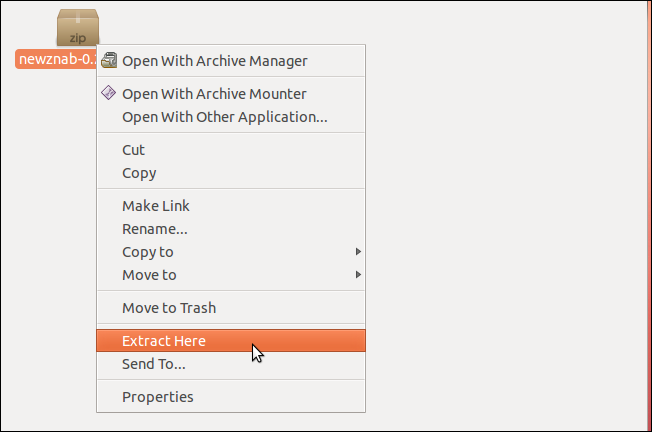 zip
newznab-0.
Open With Archive Manager
Open With Archive Mounter
Open With Other Application...
Cut
Copy
Make Link
Rename...
Copy to
Move to
Move to Trash
Extract Here
Send To...
Properties